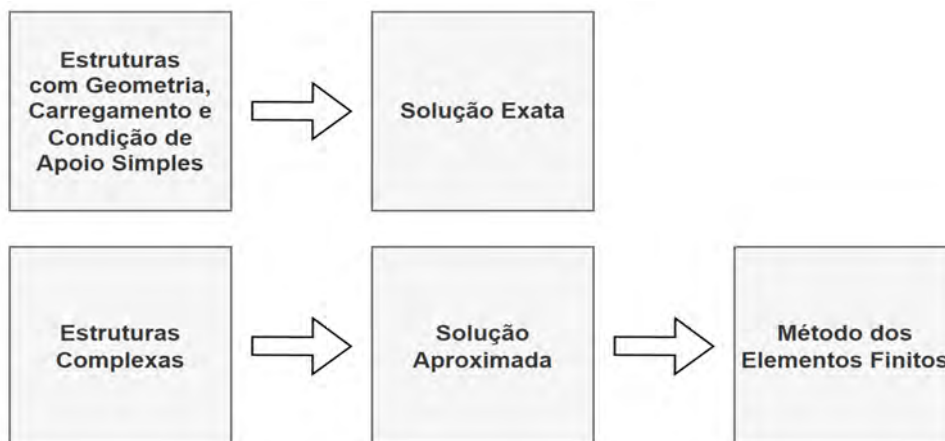 Estruturas
com Geometria,
Carregamento e
Condição de
Apoio Simples
Solução Exata
Estruturas
Complexas
Solução
Aproximada
Método dos
Elementos Finitos